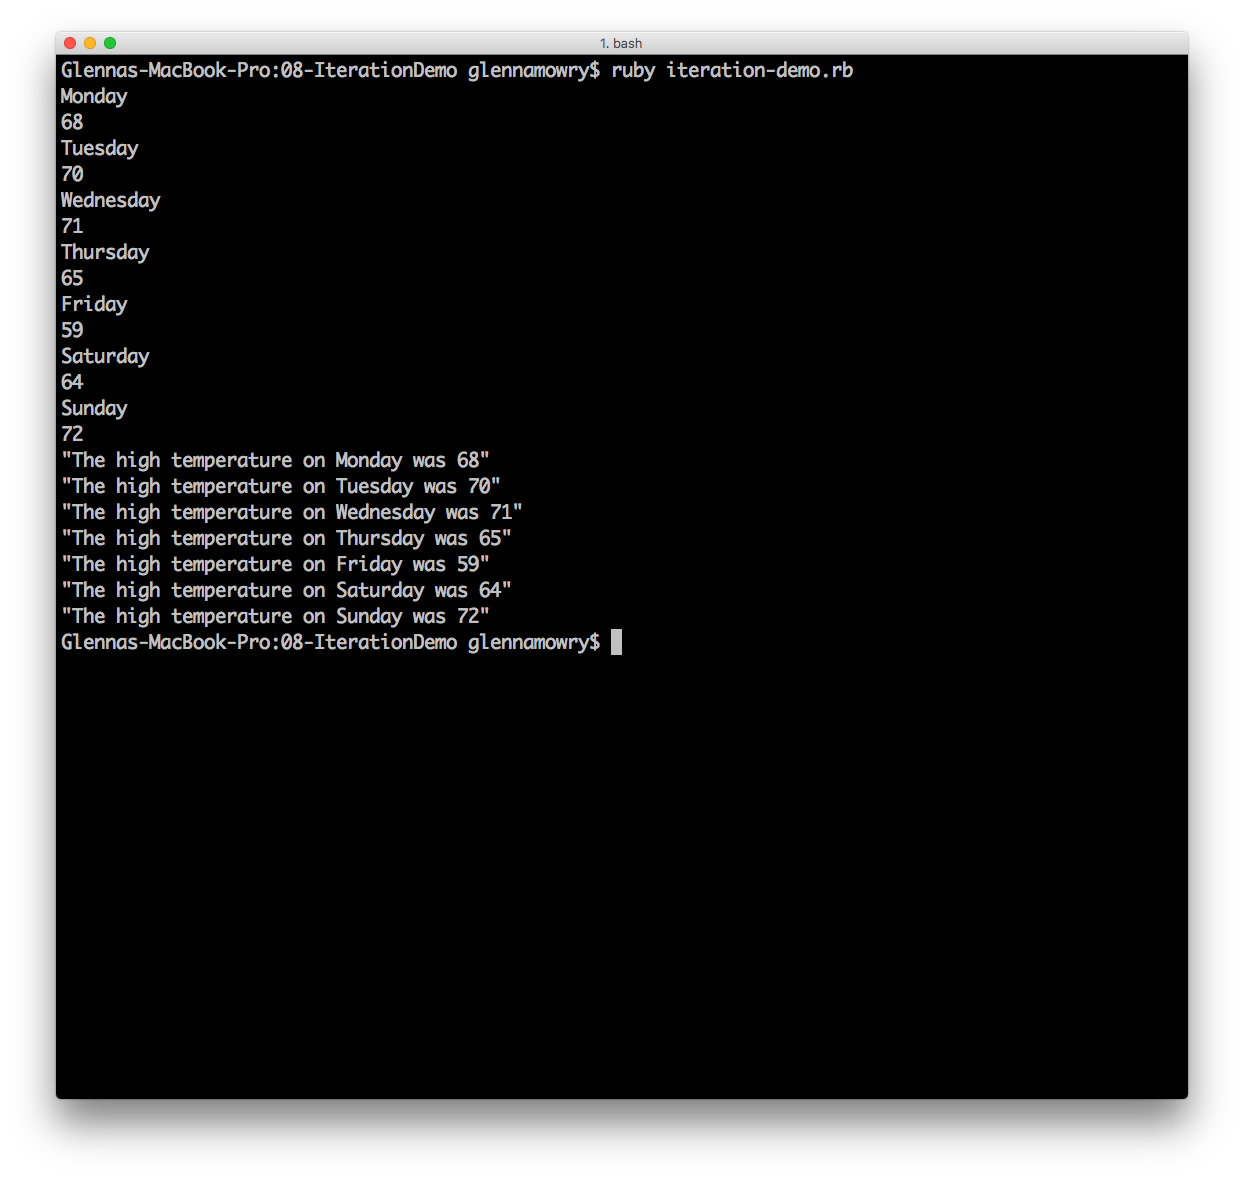 1. bash
Glennas-MacBook-Pro:08-IterationDemo glennamowry$ ruby iteration-demo.rb
Monday
68
Tuesday
70
Wednesday
71
Thursday
65
Friday
59
Saturday
64
Sunday
72
"The high temperature on Monday was 68"
"The high temperature on Tuesday was 70"
"The high temperature on Wednesday was 71"
"The high temperature on Thursday was 65"
"The high temperature on Friday was 59"
"The high temperature on Saturday was 64"
"The high temperature on Sunday was 72"
Glennas-MacBook-Pro:08-IterationDemo glennamowry$